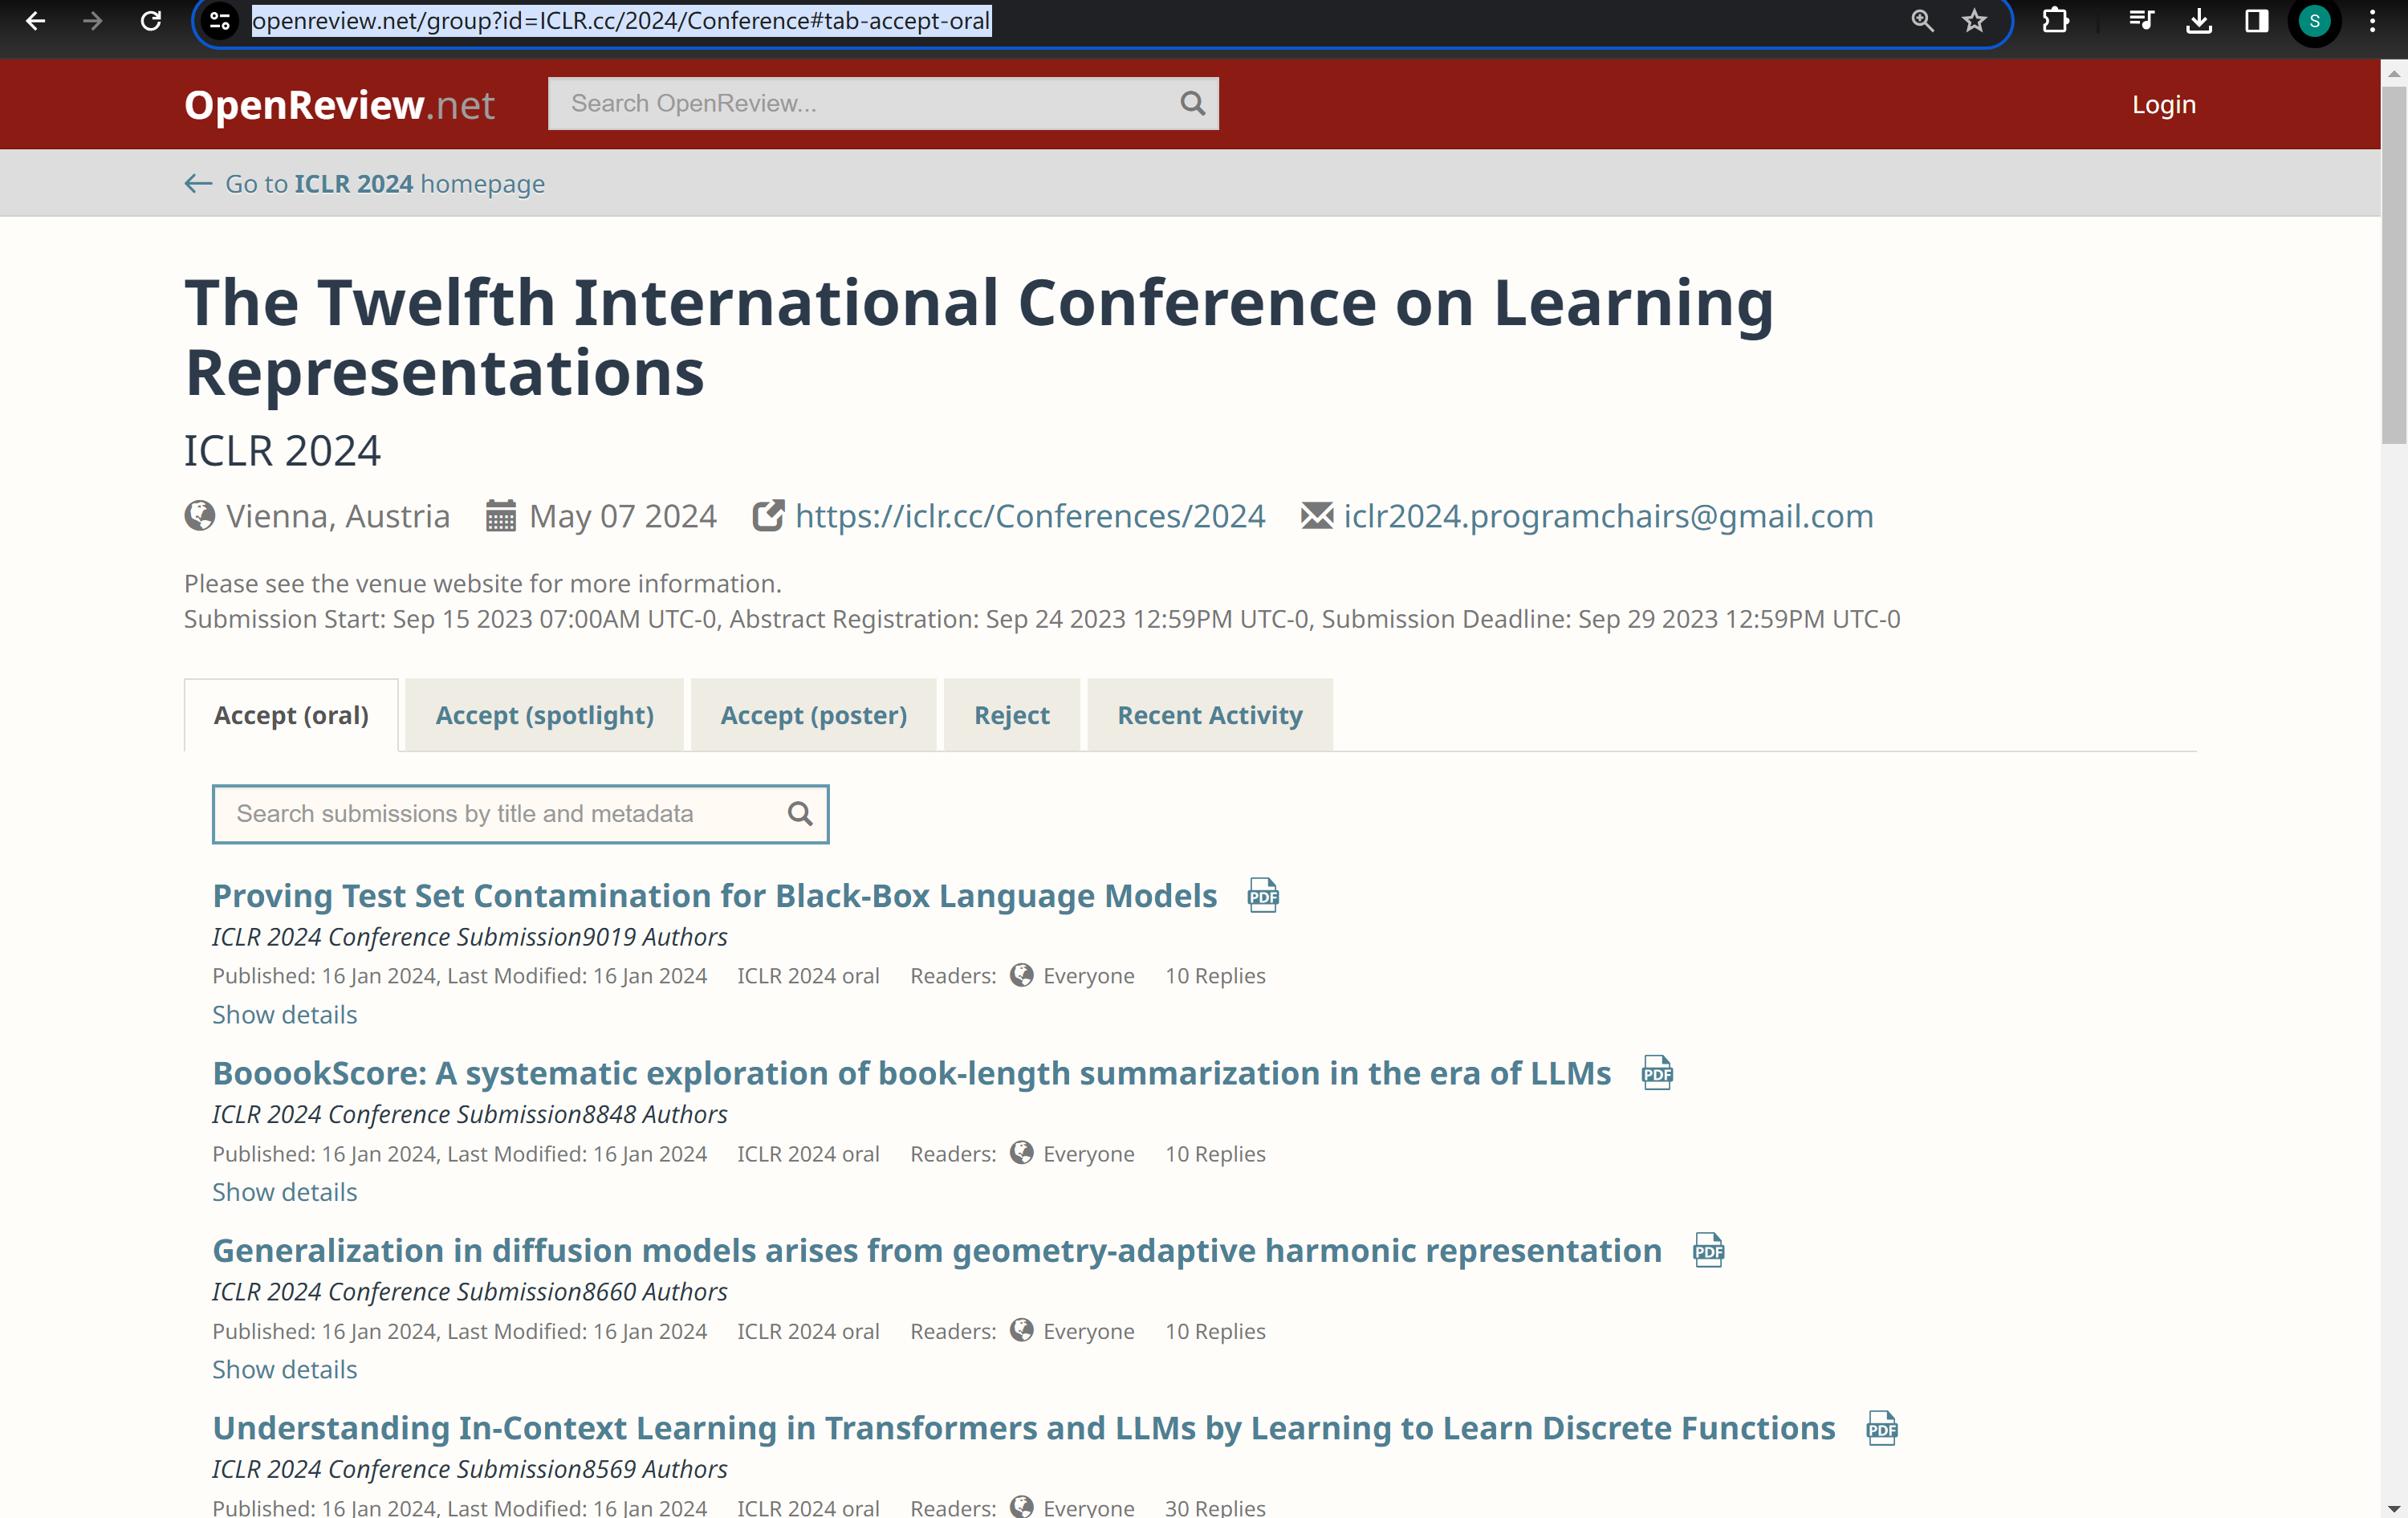 openreview.net/group?id=ICLR.cc/2024/Conference#tab-accept-oral
S
OpenReview.net
Search OpenReview...
Login
Go to ICLR 2024 homepage
The Twelfth International Conference on Learning
Representations
ICLR 2024
Vienna, Austria May 07 2024 https://iclr.cc/Conferences/2024 iclr2024.programchairs@gmail.com
Please see the venue website for more information.
Submission Start: Sep 15 2023 07:00AM UTC-0, Abstract Registration: Sep 24 2023 12:59PM UTC-0, Submission Deadline: Sep 29 2023 12:59PM UTC-0
Accept (oral) Accept (spotlight) Accept (poster) Reject Recent Activity
Search submissions by title and metadata
Proving Test Set Contamination for Black-Box Language Models PDF
ICLR 2024 Conference Submission9019 Authors
Published: 16 Jan 2024, Last Modified: 16 Jan 2024 ICLR 2024 oral Readers: Everyone 10 Replies
Show details
BooookScore: A systematic exploration of book-length summarization in the era of LLMs PDF
ICLR 2024 Conference Submission8848 Authors
Published: 16 Jan 2024, Last Modified: 16 Jan 2024 ICLR 2024 oral Readers: Everyone 10 Replies
Show details
Generalization in diffusion models arises from geometry-adaptive harmonic representation PDF
ICLR 2024 Conference Submission8660 Authors
Published: 16 Jan 2024, Last Modified: 16 Jan 2024 ICLR 2024 oral Readers: Everyone 10 Replies
Show details
Understanding In-Context Learning in Transformers and LLMs by Learning to Learn Discrete Functions PDF
ICLR 2024 Conference Submission8569 Authors
Published: 16 Jan 2024, Last Modified: 16 Jan 2024 ICLR 2024 oral Readers: Everyone 30 Replies